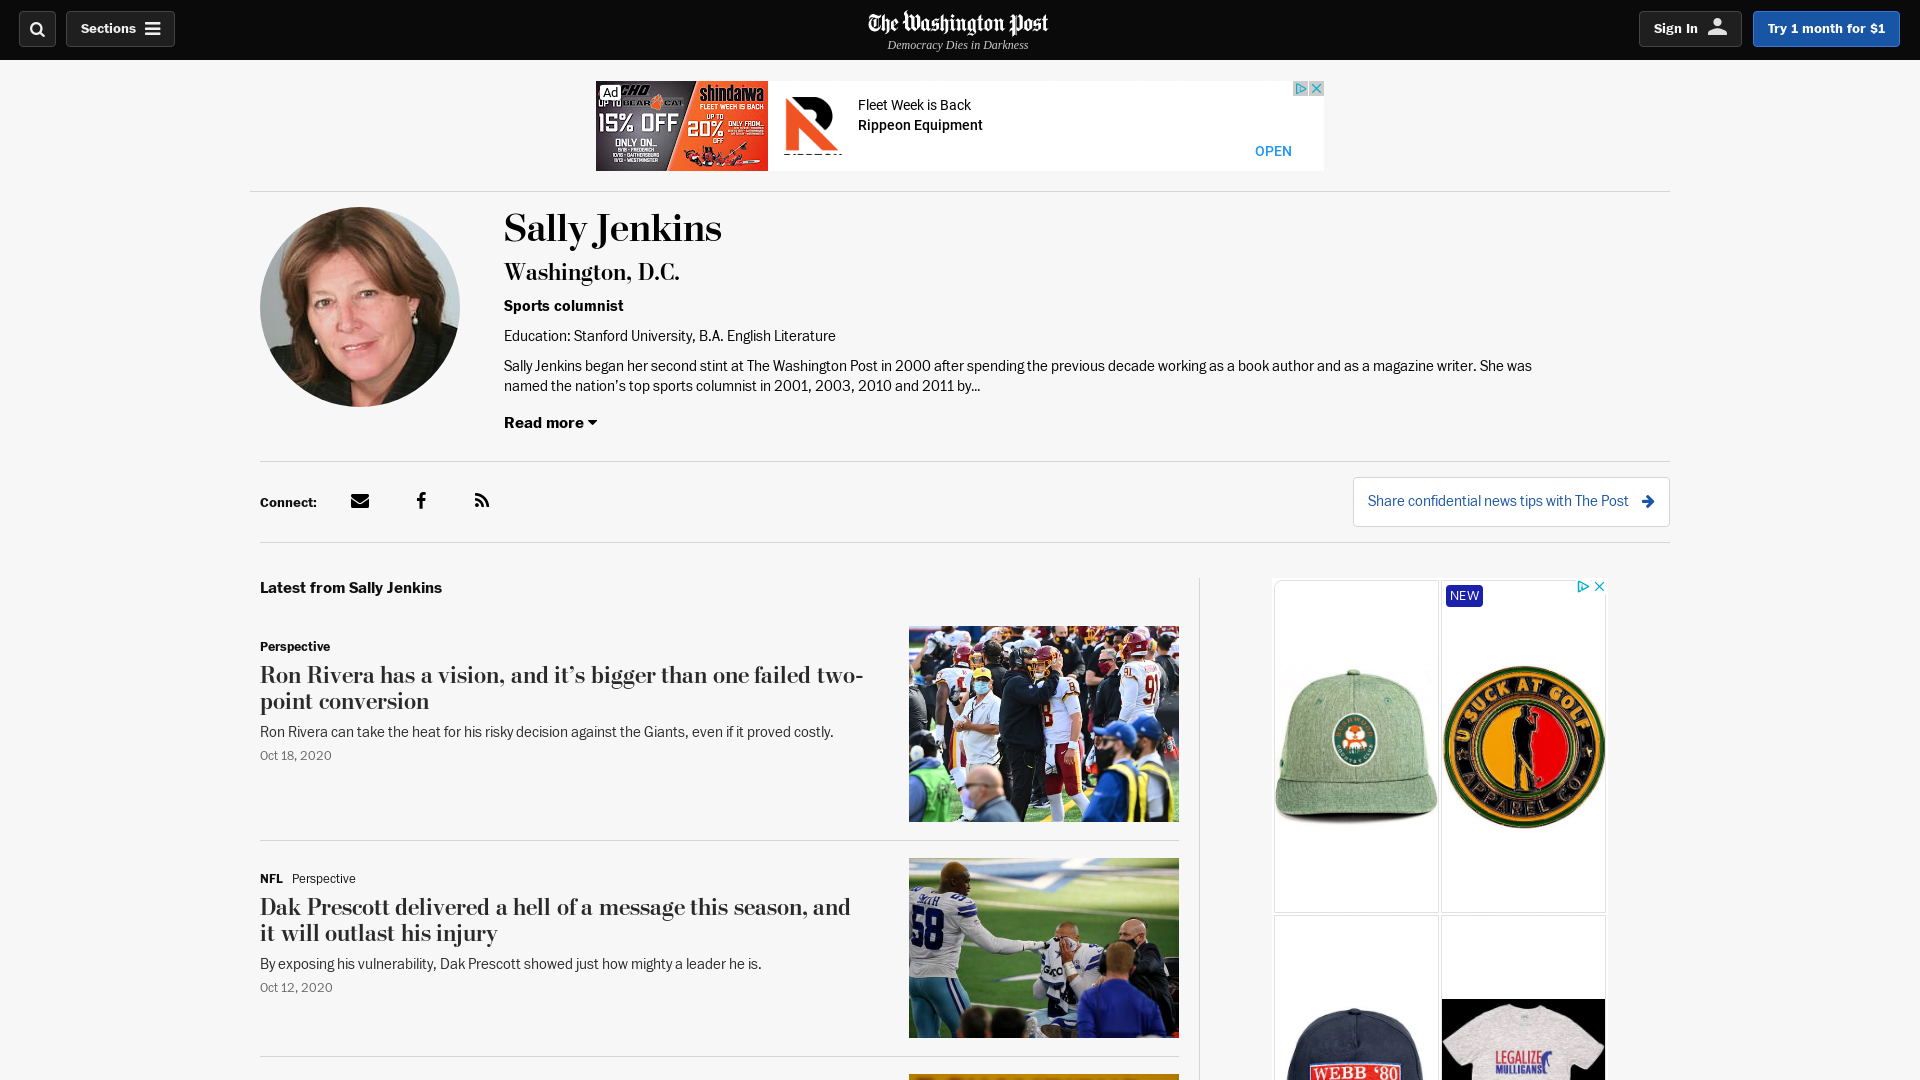 Sections
The Washington Post
Democracy Dies in Darkness
Sign In
Try 1 month for $1
Ad
UP TO BEARCAT
15% OFF
ONLY ON...
shindaiwa
FLEET WEEK IS BACK
UP TO
20%
OFF
ONLY FROM...
Fleet Week is Back
Rippeon Equipment
OPEN
Sally Jenkins
Washington, D.C.
Sports columnist
Education: Stanford University, B.A. English Literature
Sally Jenkins began her second stint at The Washington Post in 2000 after spending the previous decade working as a book author and as a magazine writer. She was
named the nation's top sports columnist in 2001, 2003, 2010 and 2011 by...
Read more
Connect:
Share confidential news tips with The Post
Latest from Sally Jenkins
Perspective
Ron Rivera has a vision, and it’s bigger than one failed two-
point conversion
Ron Rivera can take the heat for his risky decision against the Giants, even if it proved costly.
Oct 18, 2020
91
8
NFL Perspective
Dak Prescott delivered a hell of a message this season, and
it will outlast his injury
By exposing his vulnerability, Dak Prescott showed just how mighty a leader he is.
Oct 12, 2020
SMITH
58
NEW
U SUCK AT GOLF
APPAREL CO.
WEBB '80
LEGALIZE
MULLIGANS